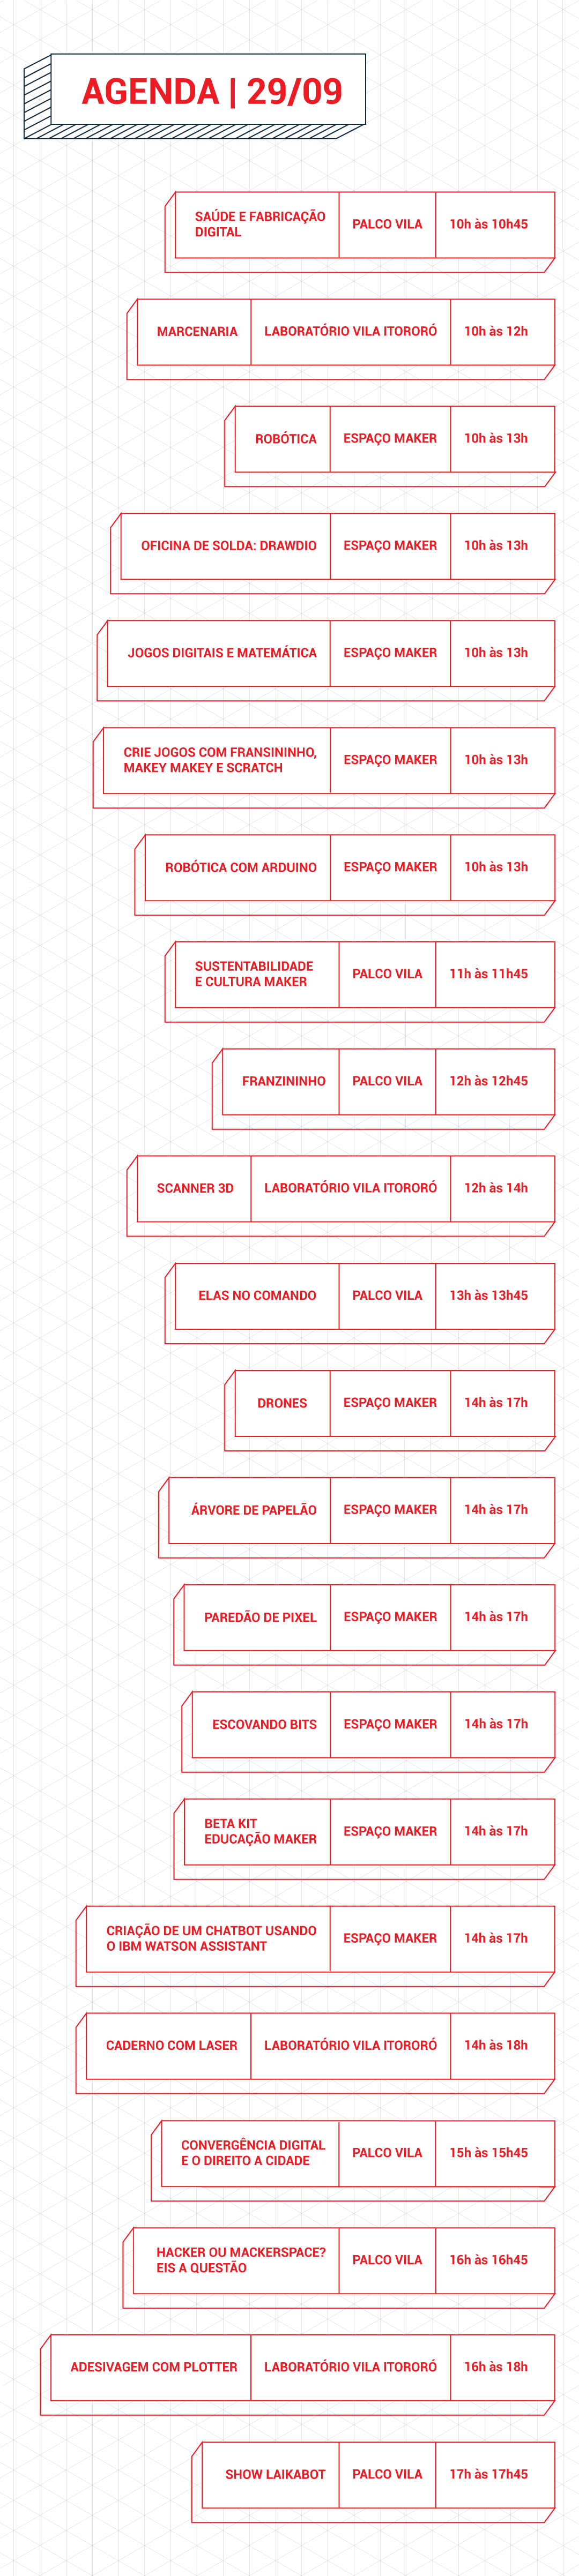 AGENDA | 29/09
SAÚDE E FABRICAÇÃO
DIGITAL
PALCO VILA
10h às 10h45
MARCENARIA
LABORATÓRIO VILA ITORORÓ
10h às 12h
ROBÓTICA
ESPAÇO MAKER
10h às 13h
OFICINA DE SOLDA: DRAWDIO
ESPAÇO MAKER
10h às 13h
JOGOS DIGITAIS E MATEMÁTICA
ESPAÇO MAKER
10h às 13h
CRIE JOGOS COM FRANSININHO,
MAKEY MAKEY E SCRATCH
ESPAÇO MAKER
10h às 13h
ROBÓTICA COM ARDUINO
ESPAÇO MAKER
10h às 13h
SUSTENTABILIDADE
E CULTURA MAKER
PALCO VILA
11h às 11h45
FRANZININHO
PALCO VILA
12h às 12h45
SCANNER 3D
LABORATÓRIO VILA ITORORÓ
12h às 14h
ELAS NO COMANDO
PALCO VILA
13h às 13h45
DRONES
ESPAÇO MAKER
14h às 17h
ÁRVORE DE PAPELÃO
ESPAÇO MAKER
14h às 17h
PAREDÃO DE PIXEL
ESPAÇO MAKER
14h às 17h
ESCOVANDO BITS
ESPAÇO MAKER
14h às 17h
BETA KIT
EDUCAÇÃO MAKER
ESPAÇO MAKER
14h às 17h
CRIAÇÃO DE UM CHATBOT USANDO
O IBM WATSON ASSISTANT
ESPAÇO MAKER
14h às 17h
CADERNO COM LASER
LABORATÓRIO VILA ITORORÓ
14h às 18h
CONVERGÊNCIA DIGITAL
E O DIREITO A CIDADE
PALCO VILA
15h às 15h45
HACKER OU MACKERSPACE?
EIS A QUESTÃO
PALCO VILA
16h às 16h45
ADESIVAGEM COM PLOTTER
LABORATÓRIO VILA ITORORÓ
16h às 18h
SHOW LAIKABOT
PALCO VILA
17h às 17h45